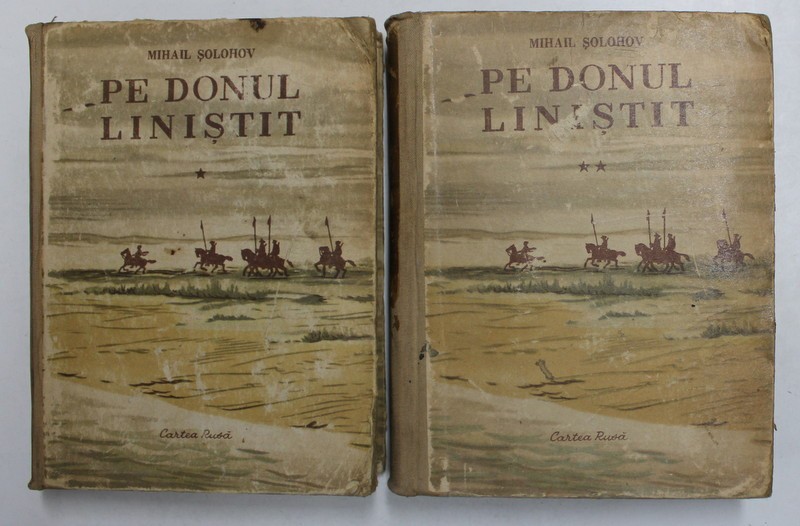 MIHAIL ŞOLOHOV
PE DONUL
LINIŞTIT
★
Cartea Rusă
MIHAIL ŞOLOHOV
PE DONUL
LINIŞTIT
★★
Cartea Rusă